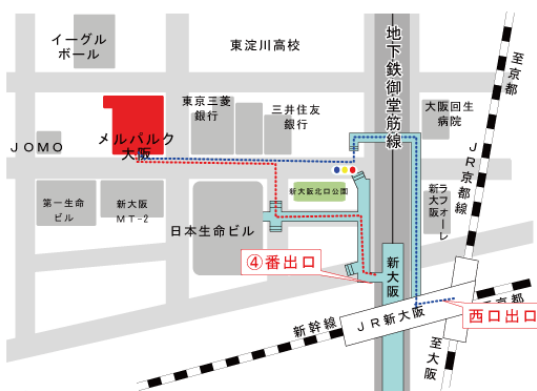 イーグル
ボール
東淀川高校
地下鉄御堂筋線
至京都
東京三菱
銀行
三井住友
銀行
大阪回生
病院
JOMO
メルパルク
大阪
JR京都線
第一生命
ビル
新大阪
MT-2
日本生命ビル
新大阪北口公園
ラフォーレ
新大阪
④番出口
新大阪
新幹線
JR新大阪
至京都
西口出口
至大阪